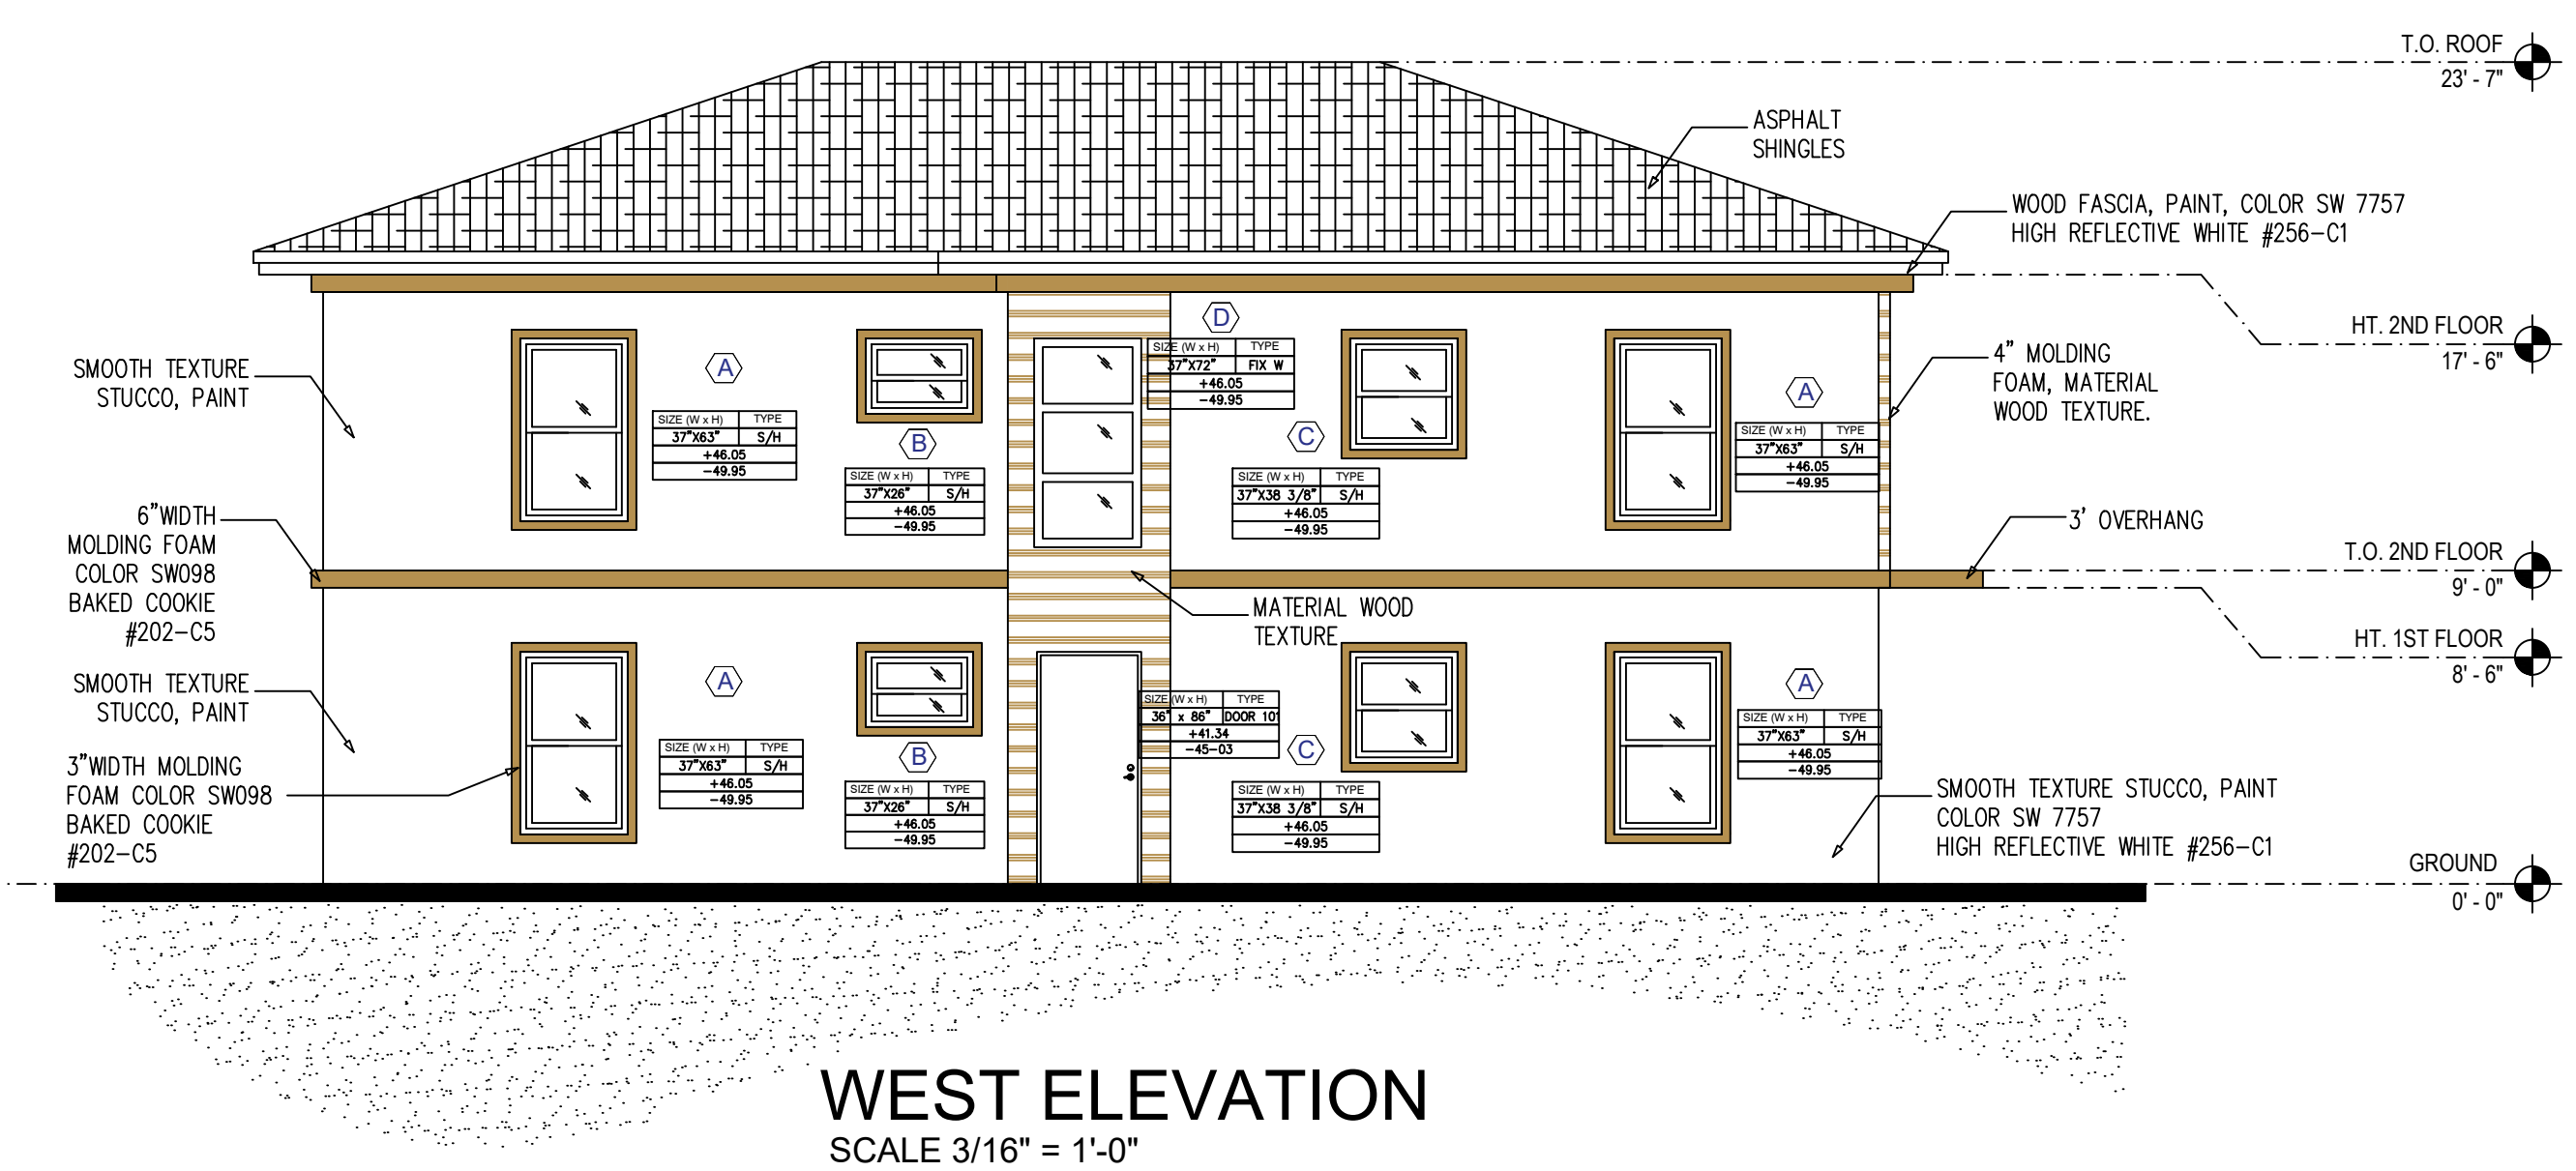 T.O. ROOF
23' - 7"
ASPHALT
SHINGLES
WOOD FASCIA, PAINT, COLOR SW 7757
HIGH REFLECTIVE WHITE #256-C1
HT. 2ND FLOOR
17' - 6"
4" MOLDING
FOAM, MATERIAL
WOOD TEXTURE.
SMOOTH TEXTURE
STUCCO, PAINT
A
SIZE (W x H) TYPE
37"X63" S/H
+46.05
-49.95
B
SIZE (W x H) TYPE
37"X26" S/H
+46.05
-49.95
D
SIZE (W x H) TYPE
37"X72" FIX W
+46.05
-49.95
C
SIZE (W x H) TYPE
37"X38 3/8" S/H
+46.05
-49.95
A
SIZE (W x H) TYPE
37"X63" S/H
+46.05
-49.95
6"WIDTH
MOLDING FOAM
COLOR SW098
BAKED COOKIE
#202-C5
3' OVERHANG
T.O. 2ND FLOOR
9' - 0"
MATERIAL WOOD
TEXTURE
HT. 1ST FLOOR
8' - 6"
SMOOTH TEXTURE
STUCCO, PAINT
3"WIDTH MOLDING
FOAM COLOR SW098
BAKED COOKIE
#202-C5
A
SIZE (W x H) TYPE
37"X63" S/H
+46.05
-49.95
B
SIZE (W x H) TYPE
37"X26" S/H
+46.05
-49.95
SIZE (W x H) TYPE
36" x 86" DOOR 101
+41.34
-45-03
C
SIZE (W x H) TYPE
37"X38 3/8" S/H
+46.05
-49.95
A
SIZE (W x H) TYPE
37"X63" S/H
+46.05
-49.95
SMOOTH TEXTURE STUCCO, PAINT
COLOR SW 7757
HIGH REFLECTIVE WHITE #256-C1
GROUND
0' - 0"
WEST ELEVATION
SCALE 3/16" = 1'-0"